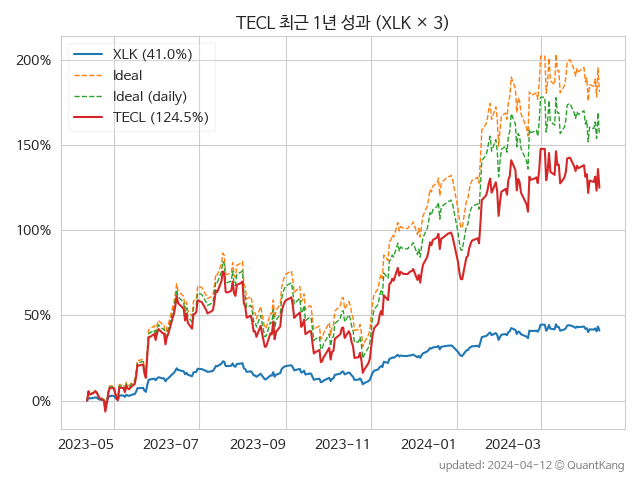 TECL 최근 1년 성과 (XLK × 3)
XLK (41.0%)
Ideal
Ideal (daily)
TECL (124.5%)
200%
150%
100%
50%
0%
2023-05 2023-07 2023-09 2023-11 2024-01 2024-03
updated: 2024-04-12 © QuantKang